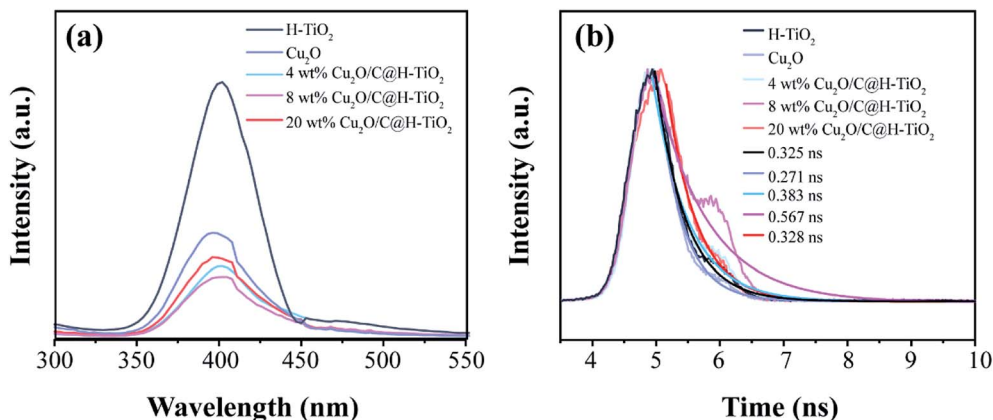 (a)
H-TiO₂
Cu₂O
4 wt% Cu₂O/C@H-TiO₂
8 wt% Cu₂O/C@H-TiO₂
20 wt% Cu₂O/C@H-TiO₂
Intensity (a.u.)
300 350 400 450 500 550
Wavelength (nm)
(b)
H-TiO₂
Cu₂O
4 wt% Cu₂O/C@H-TiO₂
8 wt% Cu₂O/C@H-TiO₂
20 wt% Cu₂O/C@H-TiO₂
0.325 ns
0.271 ns
0.383 ns
0.567 ns
0.328 ns
Intensity (a.u.)
4 5 6 7 8 9 10
Time (ns)